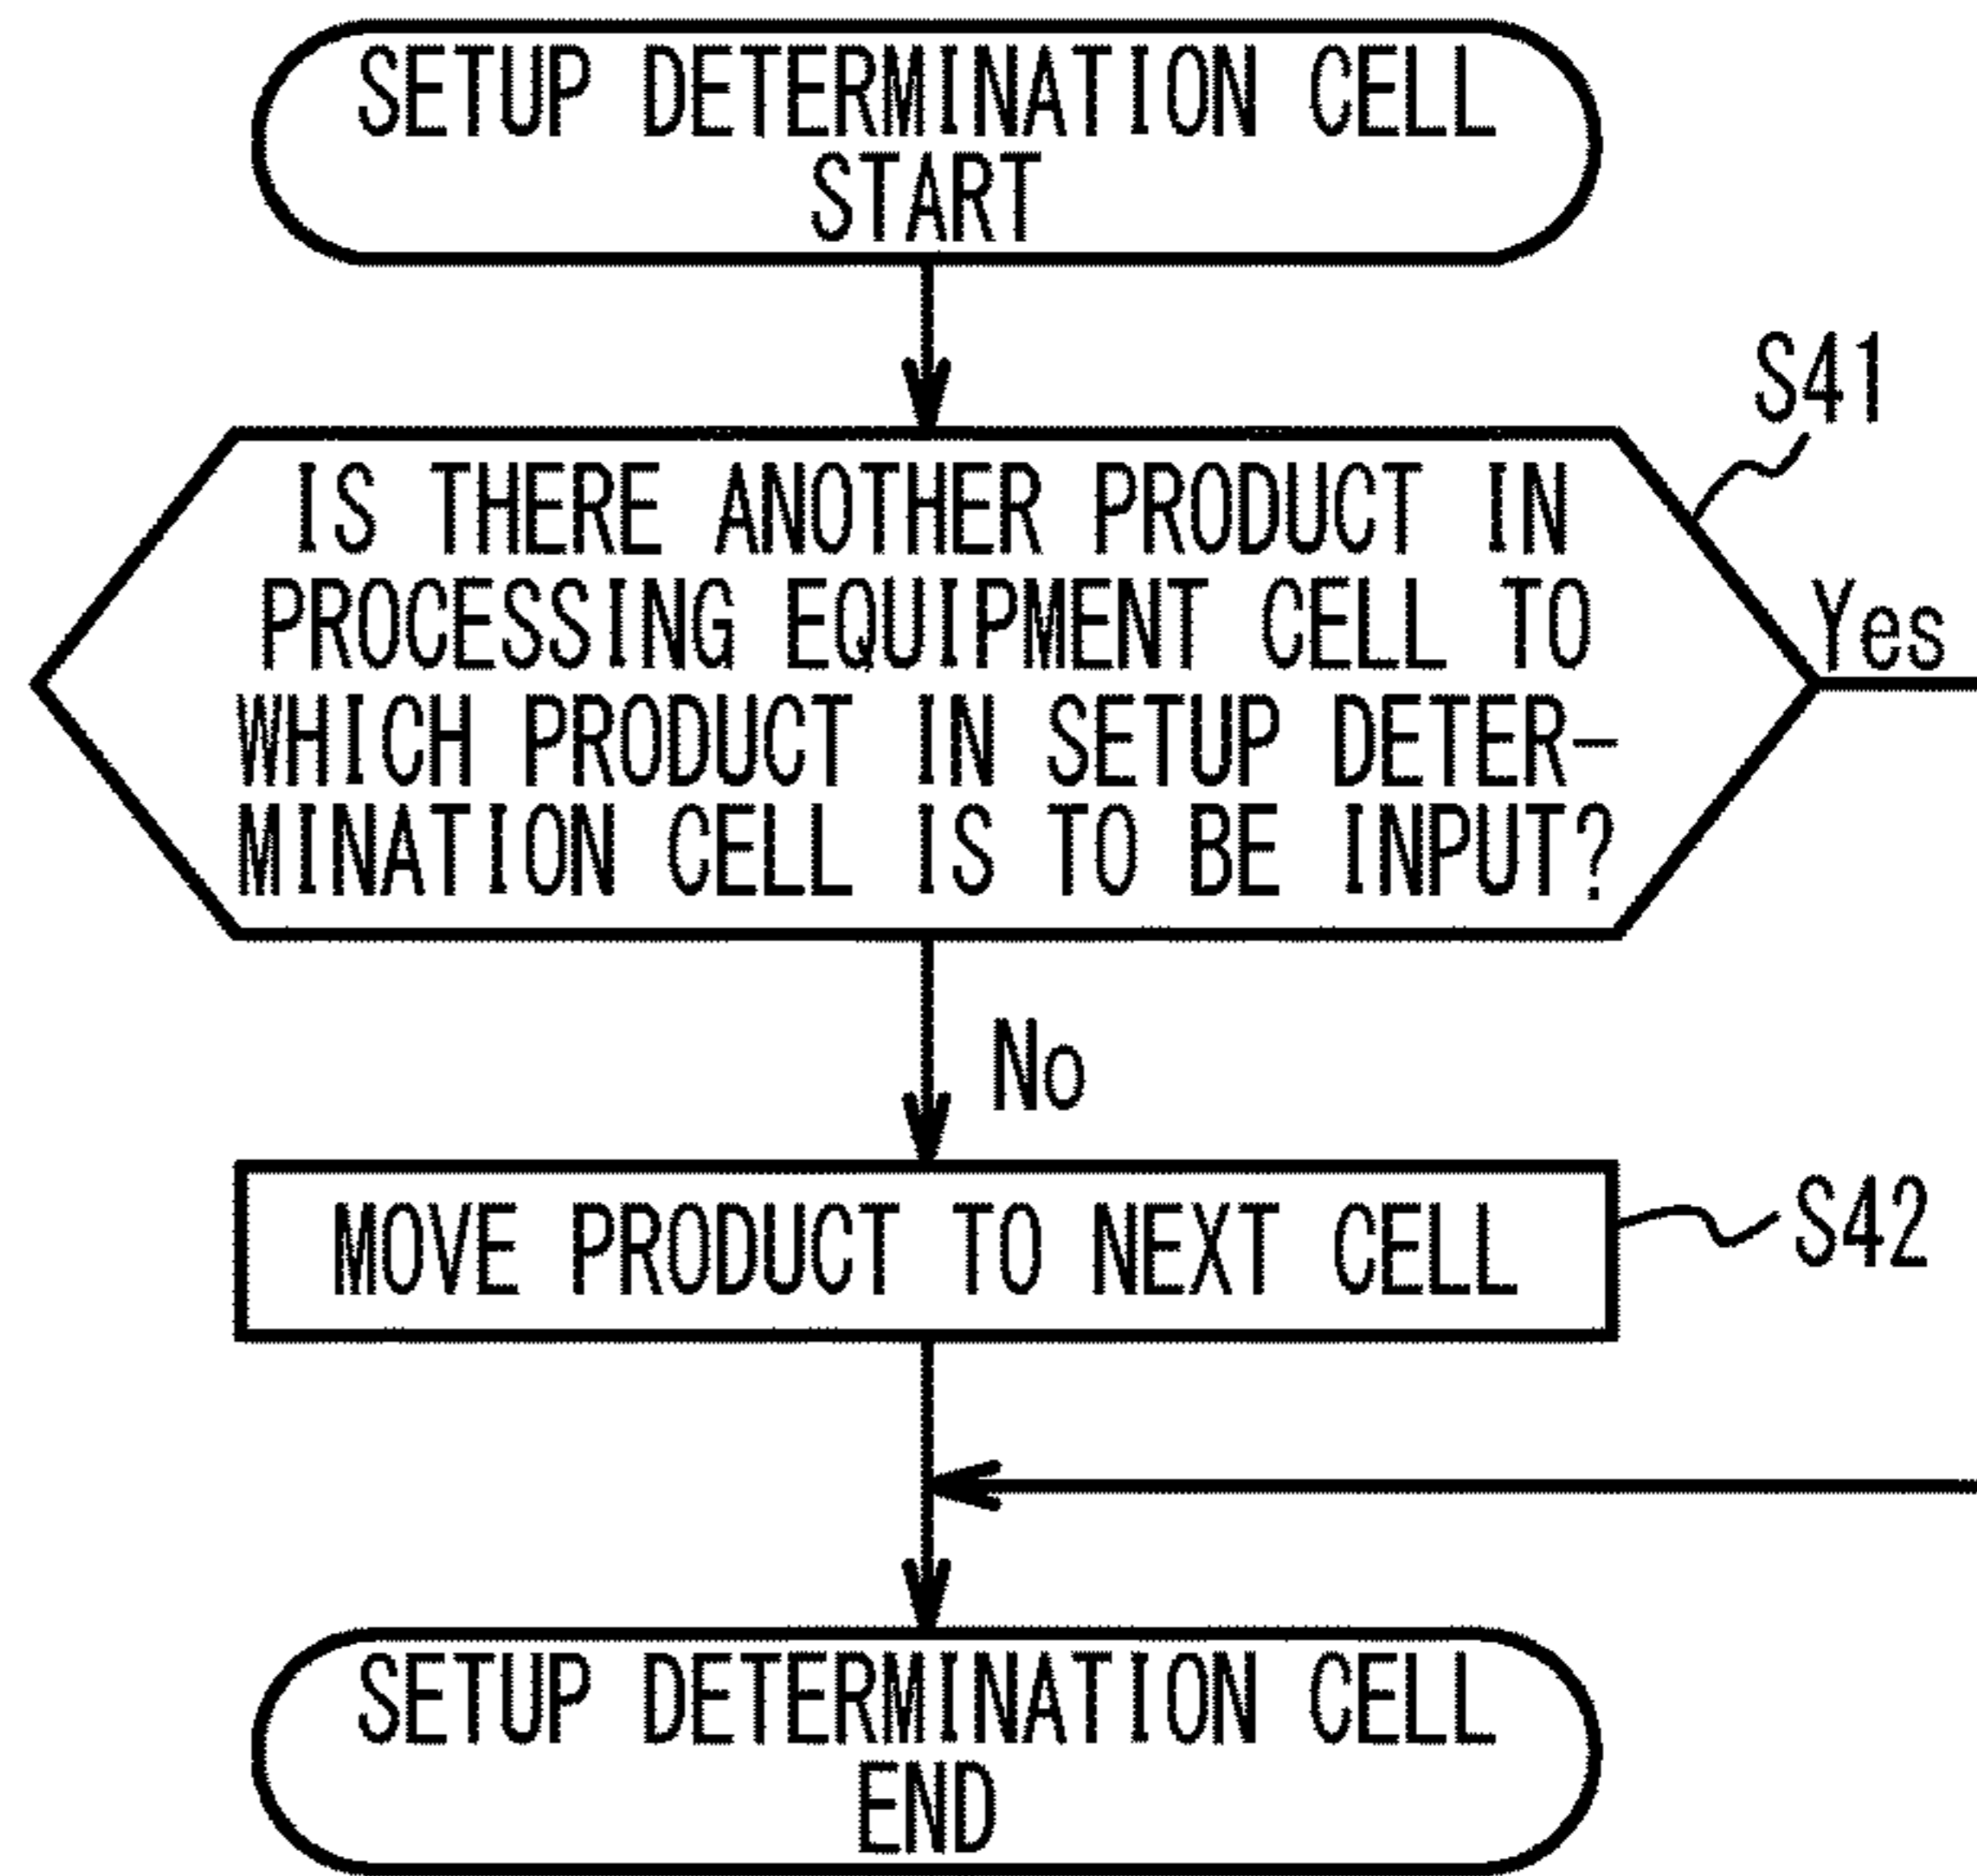 SETUP DETERMINATION CELL
START
S41
IS THERE ANOTHER PRODUCT IN
PROCESSING EQUIPMENT CELL TO
WHICH PRODUCT IN SETUP DETER-
MINATION CELL IS TO BE INPUT?
Yes
No
MOVE PRODUCT TO NEXT CELL
S42
SETUP DETERMINATION CELL
END